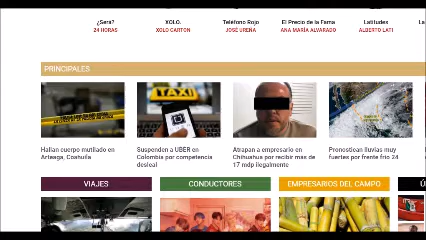 ¿Será?
XOLO.
Teléfono Rojo
El Precio de la Fama
Latitudes
La
24 HORAS
XOLO CARTÓN
JOSÉ UREÑA
ANA MARÍA ALVARADO
ALBERTO LATI
PRINCIPALES
TAXI
UBER
Hallan cuerpo mutilado en
Arteaga, Coahuila
Suspenden a UBER en
Colombia por competencia
desleal
Atrapan a empresario en
Chihuahua por recibir más de
17 mdp ilegalmente
Pronostican lluvias muy
fuertes por frente frío 24
VIAJES
CONDUCTORES
EMPRESARIOS DEL CAMPO